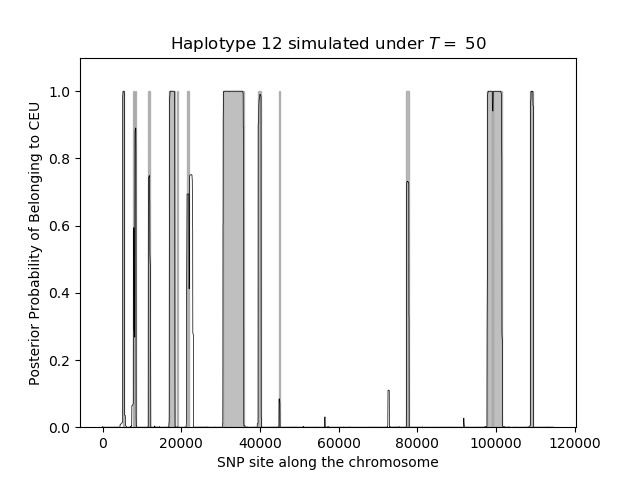 Haplotype 12 simulated under T = 50
Posterior Probability of Belonging to CEU
1.0
0.8
0.6
0.4
0.2
0.0
0 20000 40000 60000 80000 100000 120000
SNP site along the chromosome